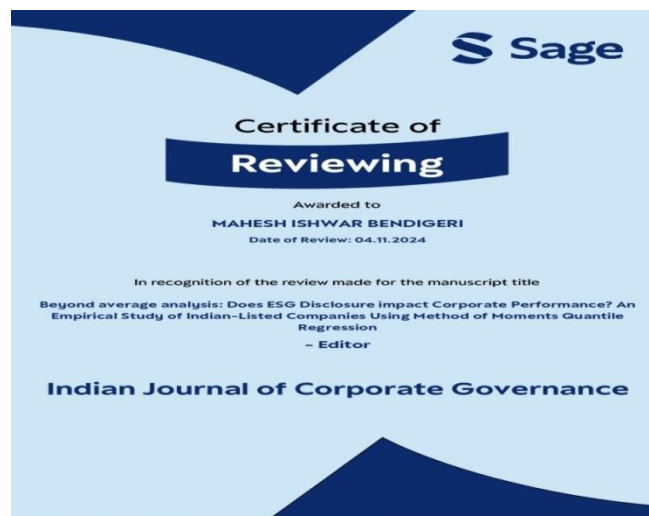 Sage
Certificate of
Reviewing
Awarded to
MAHESH ISHWAR BENDIGERI
Date of Review: 04.11.2024
In recognition of the review made for the manuscript title
Beyond average analysis: Does ESG Disclosure impact Corporate Performance? An
Empirical Study of Indian-Listed Companies Using Method of Moments Quantile
Regression
– Editor
Indian Journal of Corporate Governance